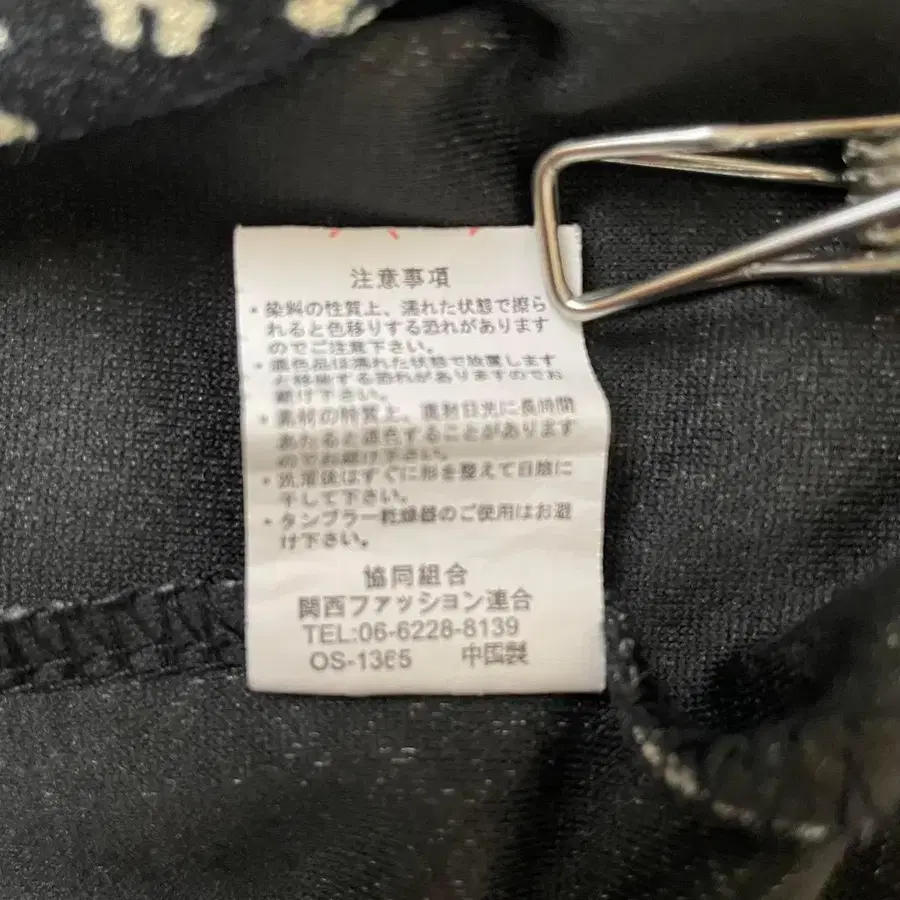 注意事項
・染料の性質上、濡れた状態で擦ら
れると色移りする恐れがあります
のでご注意下さい。
・濃色品は濡れた状態で放置します
と移染する恐れがありますのでお
避け下さい。
・素材の特質上、直射日光に長時間
あたると退色することがあります
のでお避け下さい。
・洗濯後はすぐに形を整えて日陰に
干して下さい。
・タンブラー乾燥器のご使用はお避
け下さい。
協同組合
関西ファッション連合
TEL:06-6228-8139
OS-1365 中国製